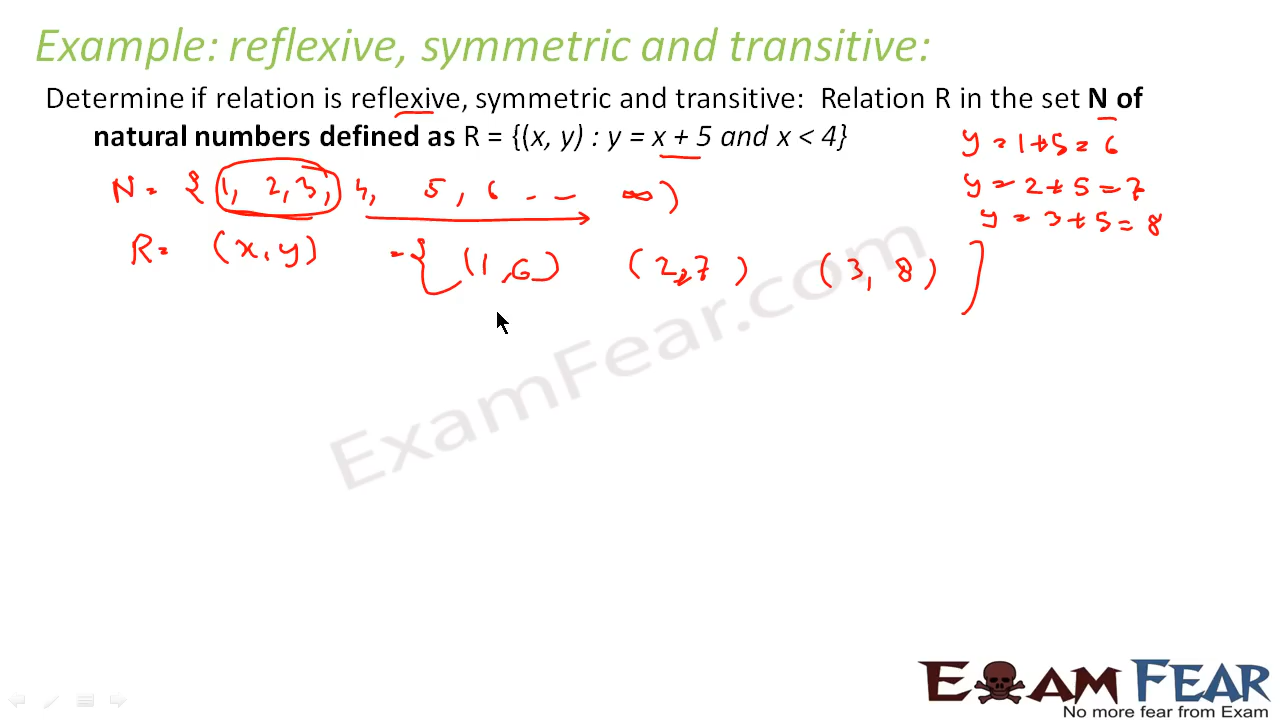 Example: reflexive, symmetric and transitive:
Determine if relation is reflexive, symmetric and transitive: Relation R in the set N of
natural numbers defined as R = {(x, y) : y = x + 5 and x < 4}
y = 1+5 = 6
N = { 1, 2, 3, 4, 5, 6 -- ∞)
y = 2+5 = 7
y = 3+5 = 8
R = (x, y) = { (1,6) (2,7) (3, 8) }
ExamFear.com
EXAM FEAR
No more fear from Exam